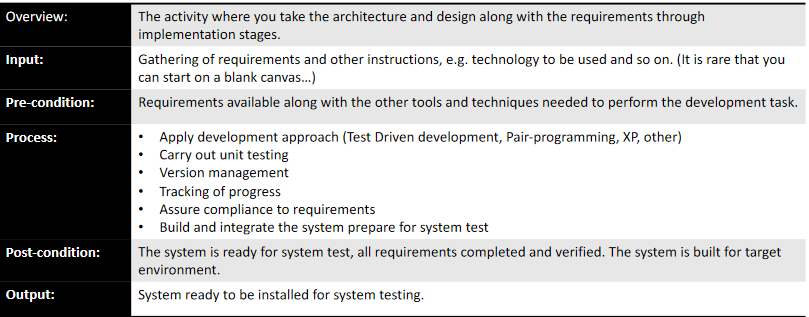 Overview: The activity where you take the architecture and design along with the requirements through
implementation stages.
Input: Gathering of requirements and other instructions, e.g. technology to be used and so on. (It is rare that you
can start on a blank canvas…)
Pre-condition: Requirements available along with the other tools and techniques needed to perform the development task.
Process: • Apply development approach (Test Driven development, Pair-programming, XP, other)
• Carry out unit testing
• Version management
• Tracking of progress
• Assure compliance to requirements
• Build and integrate the system prepare for system test
Post-condition: The system is ready for system test, all requirements completed and verified. The system is built for target
environment.
Output: System ready to be installed for system testing.